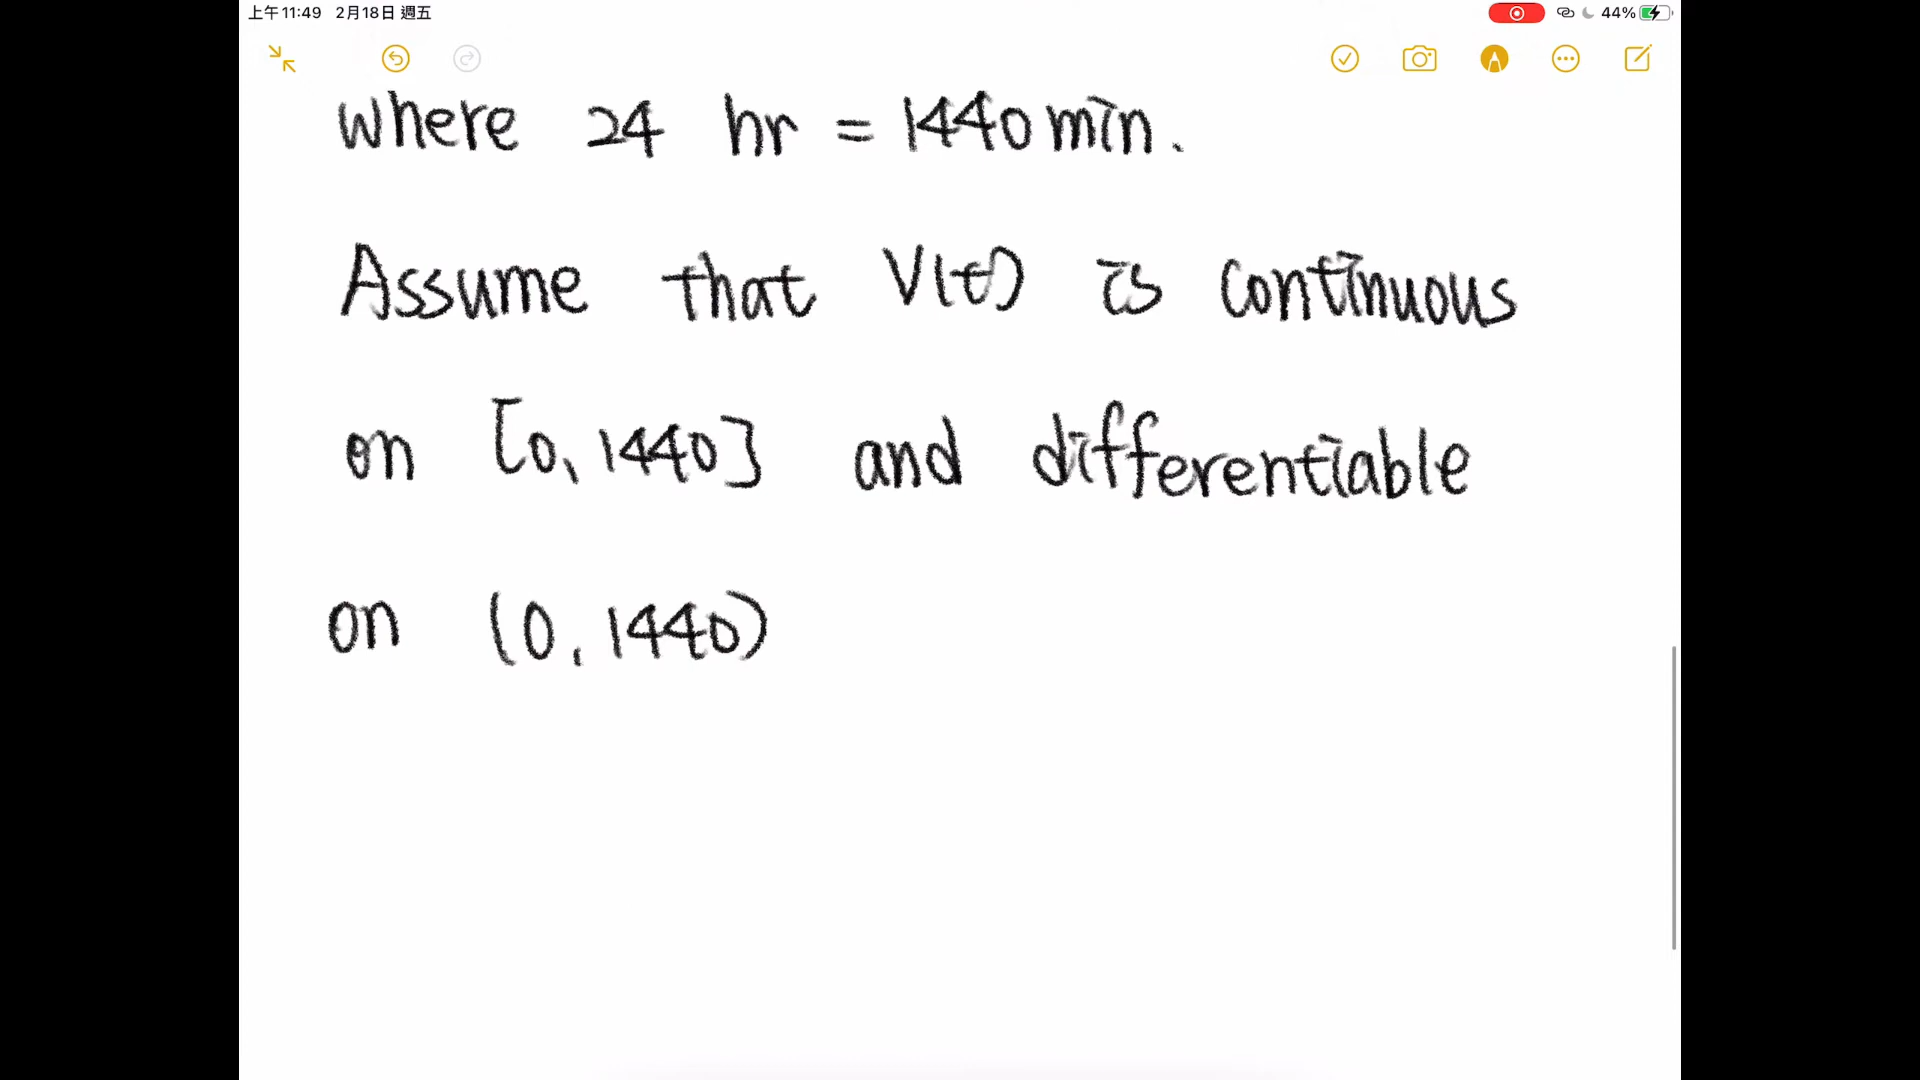 上午11:49 2月18日 週五
44%
where 24 hr = 1440 min.
Assume that V(t) is continuous
on [0, 1440] and differentiable
on (0, 1440)